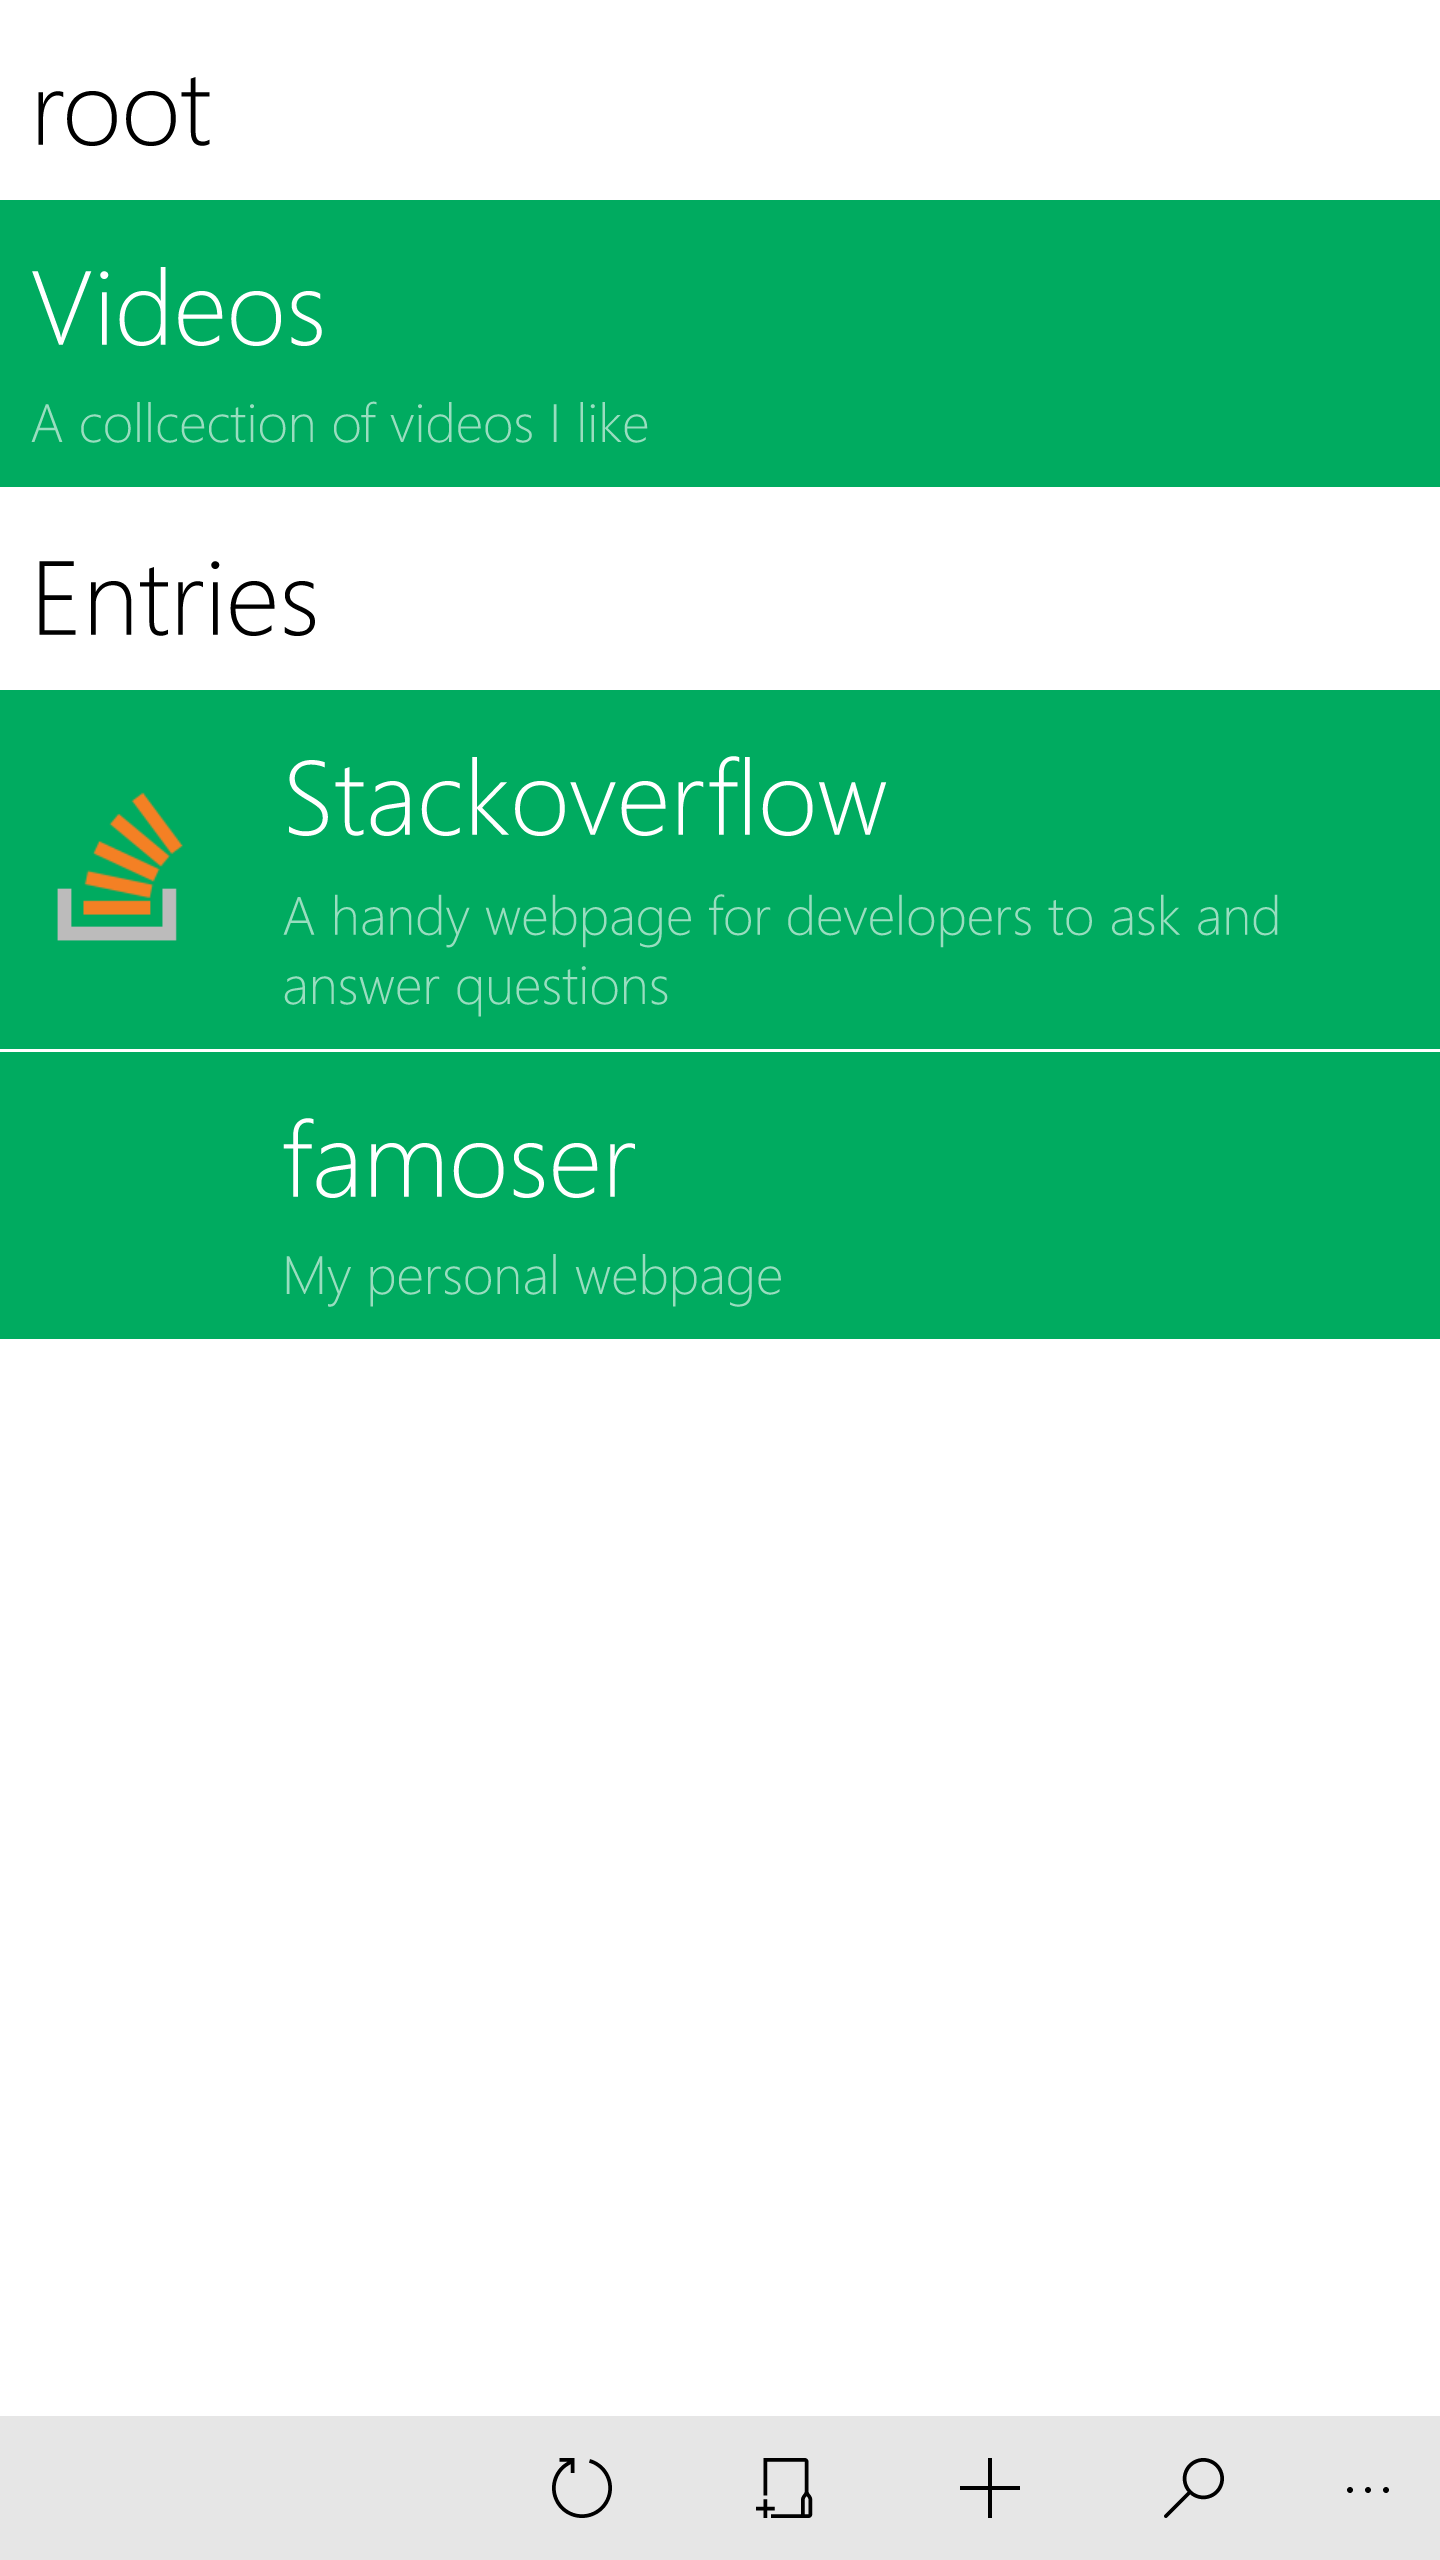 root
Videos
A collcection of videos I like
Entries
Stackoverflow
A handy webpage for developers to ask and
answer questions
famoser
My personal webpage